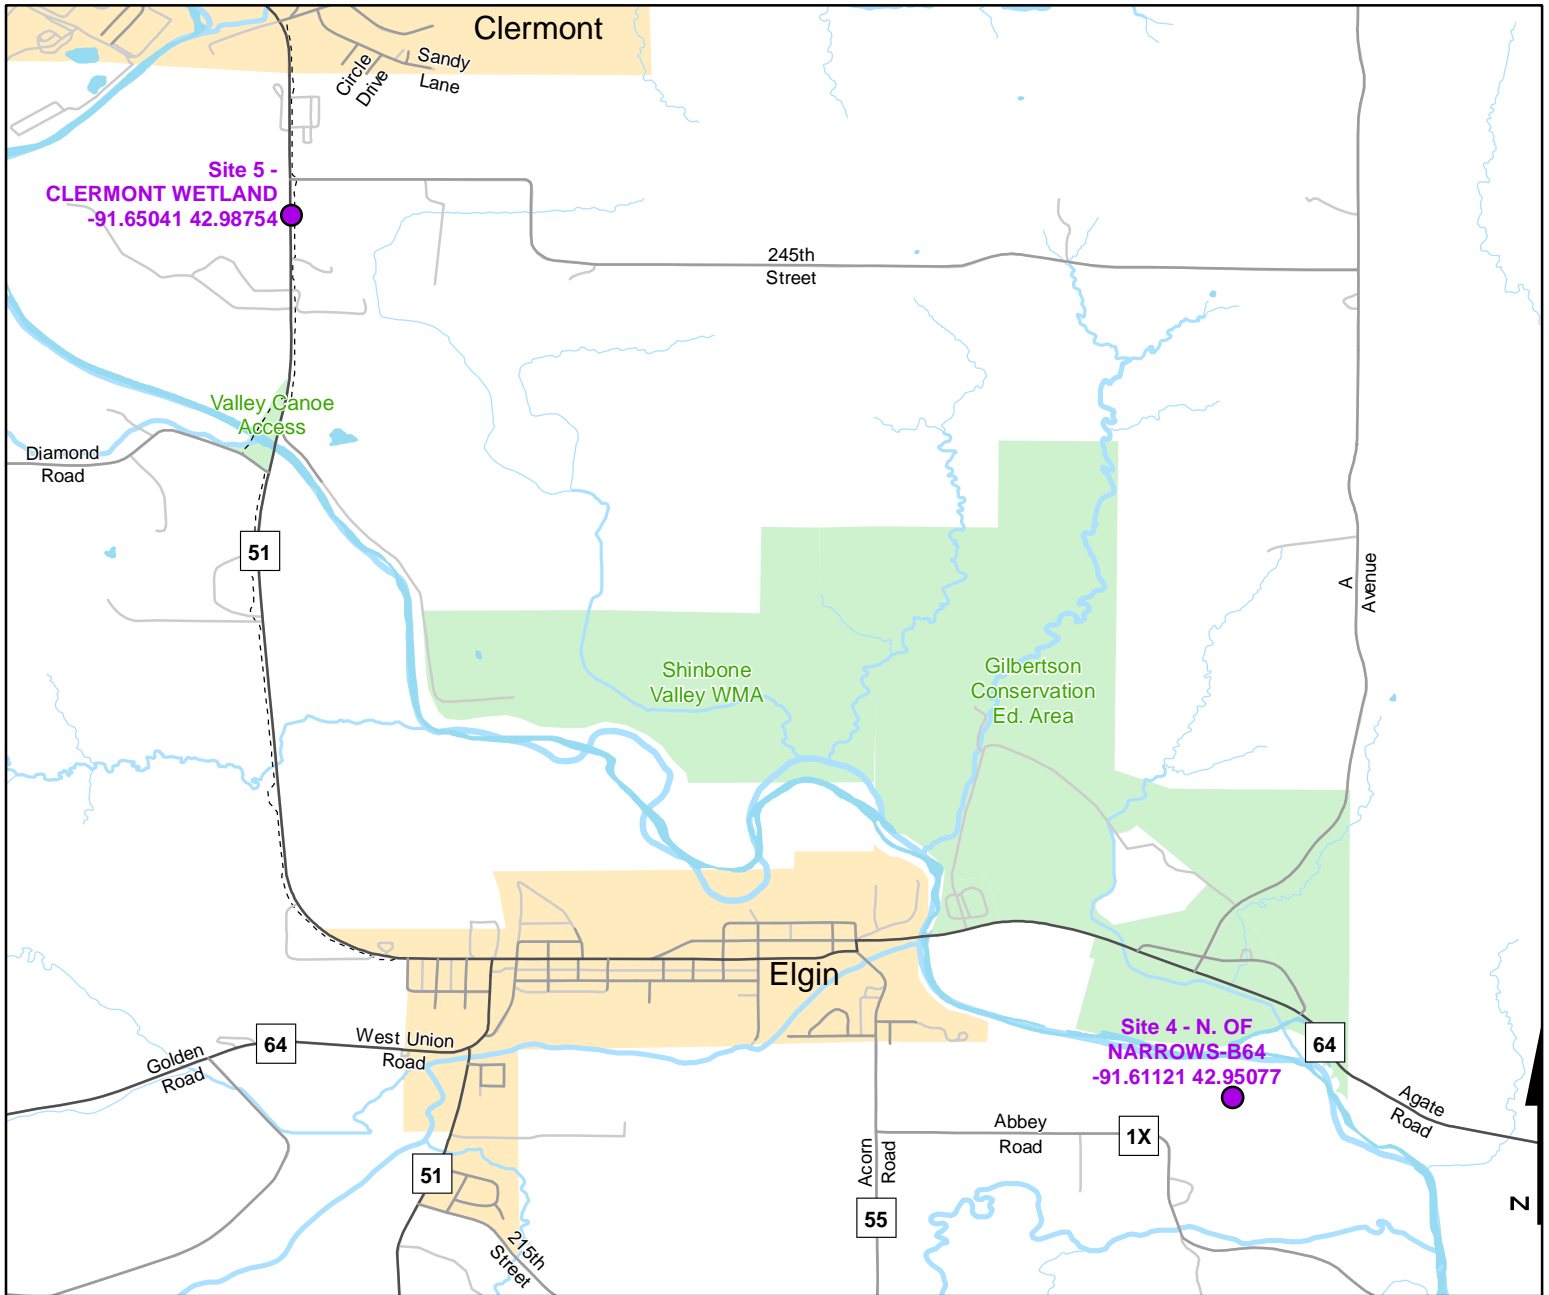 Clermont
Sandy
Lane
Circle
Drive
Site 5 -
CLERMONT WETLAND
-91.65041 42.98754
245th
Street
Valley Canoe
Access
Diamond
Road
51
A
Avenue
Shinbone
Valley WMA
Gilbertson
Conservation
Ed. Area
Elgin
Golden
Road
64
West Union
Road
Site 4 - N. OF
NARROWS-B64
-91.61121 42.95077
64
Agate
Road
Abbey
Road
1X
Acorn
Road
51
55
215th
Street
N